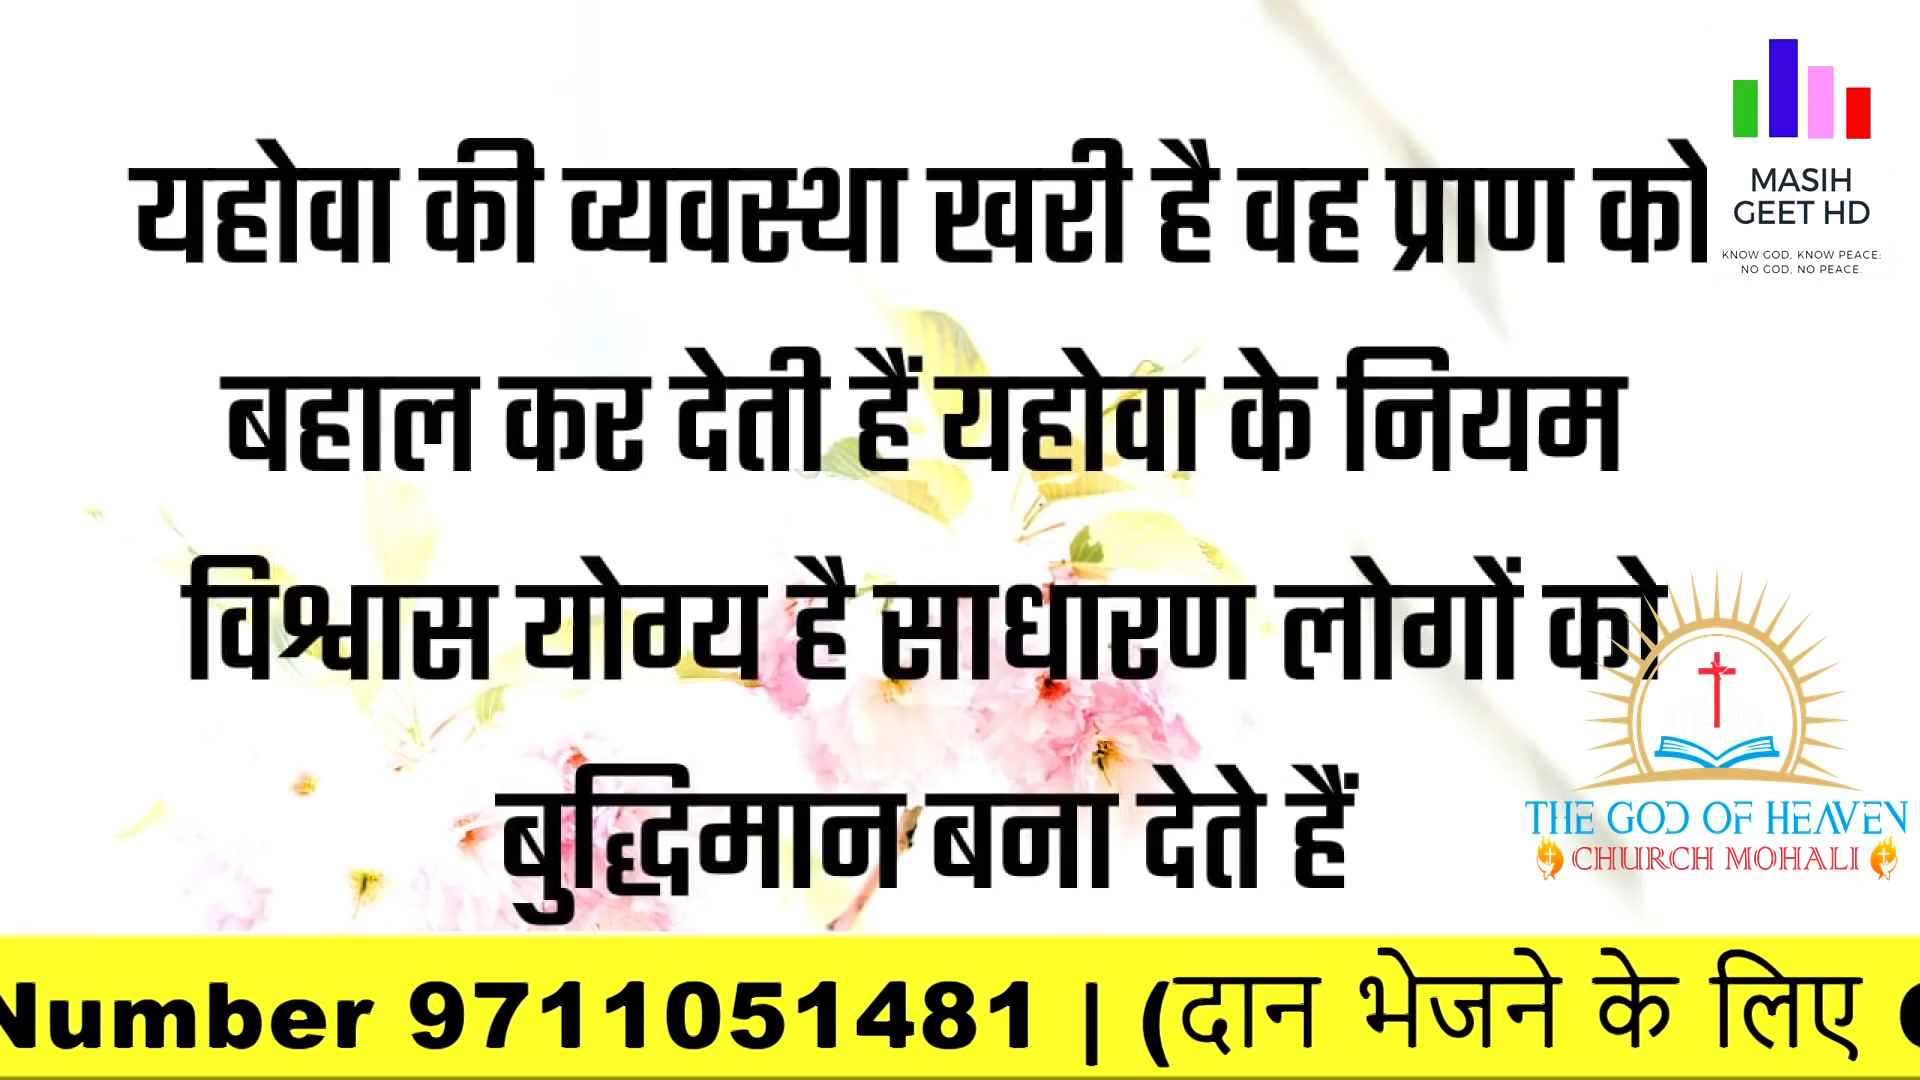 यहोवा की व्यवस्था खरी है वह प्राण को
बहाल कर देती हैं यहोवा के नियम
विश्वास योग्य है साधारण लोगों को
बुद्धिमान बना देते हैं
MASIH
GEET HD
KNOW GOD, KNOW PEACE;
NO GOD, NO PEACE.
THE GOD OF HEAVEN
CHURCH MOHALI
Number 9711051481 | (दान भेजने के लिए